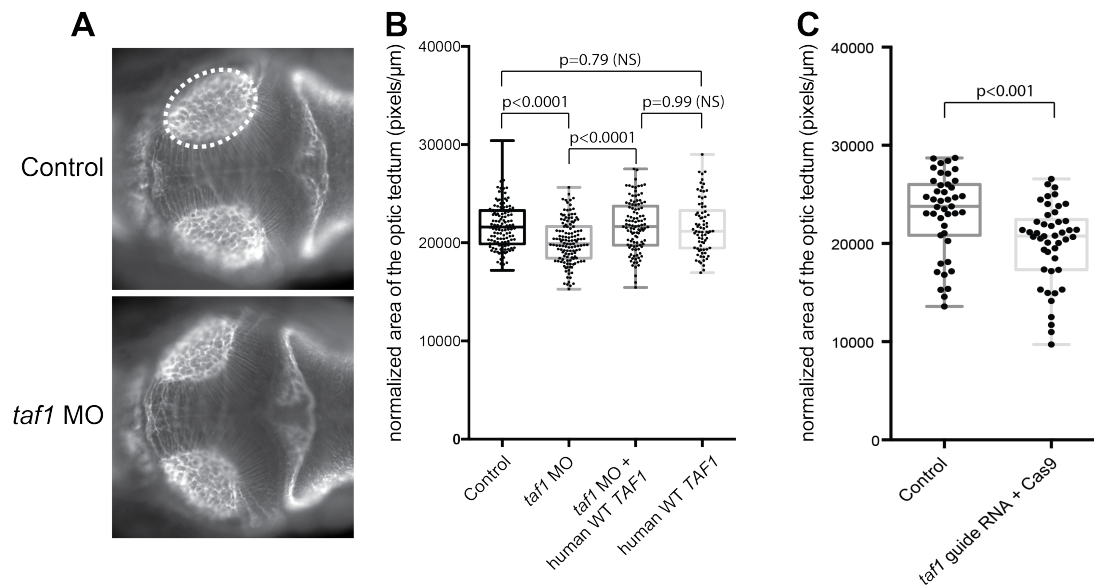 A
Control
taf1 MO
B
normalized area of the optic tedtum (pixels/µm)
40000
30000
20000
10000
0
p=0.79 (NS)
p<0.0001
p=0.99 (NS)
p<0.0001
Control
taf1 MO
taf1 MO +
human WT TAF1
human WT TAF1
C
normalized area of the optic tedtum (pixels/µm)
40000
30000
20000
10000
0
p<0.001
Control
taf1 guide RNA + Cas9